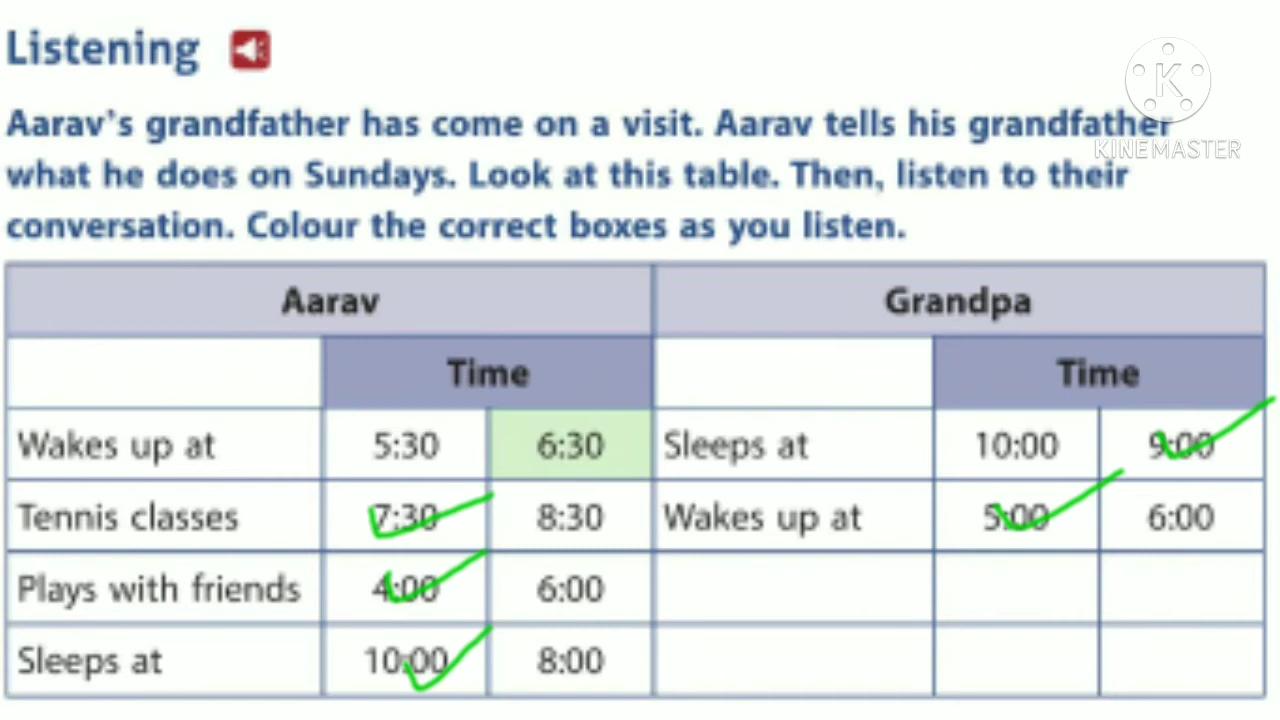 Listening
K
KINEMASTER
Aarav's grandfather has come on a visit. Aarav tells his grandfather
what he does on Sundays. Look at this table. Then, listen to their
conversation. Colour the correct boxes as you listen.
Aarav Grandpa
Time Time
Wakes up at 5:30 6:30 Sleeps at 10:00 9:00
Tennis classes 7:30 8:30 Wakes up at 5:00 6:00
Plays with friends 4:00 6:00
Sleeps at 10:00 8:00